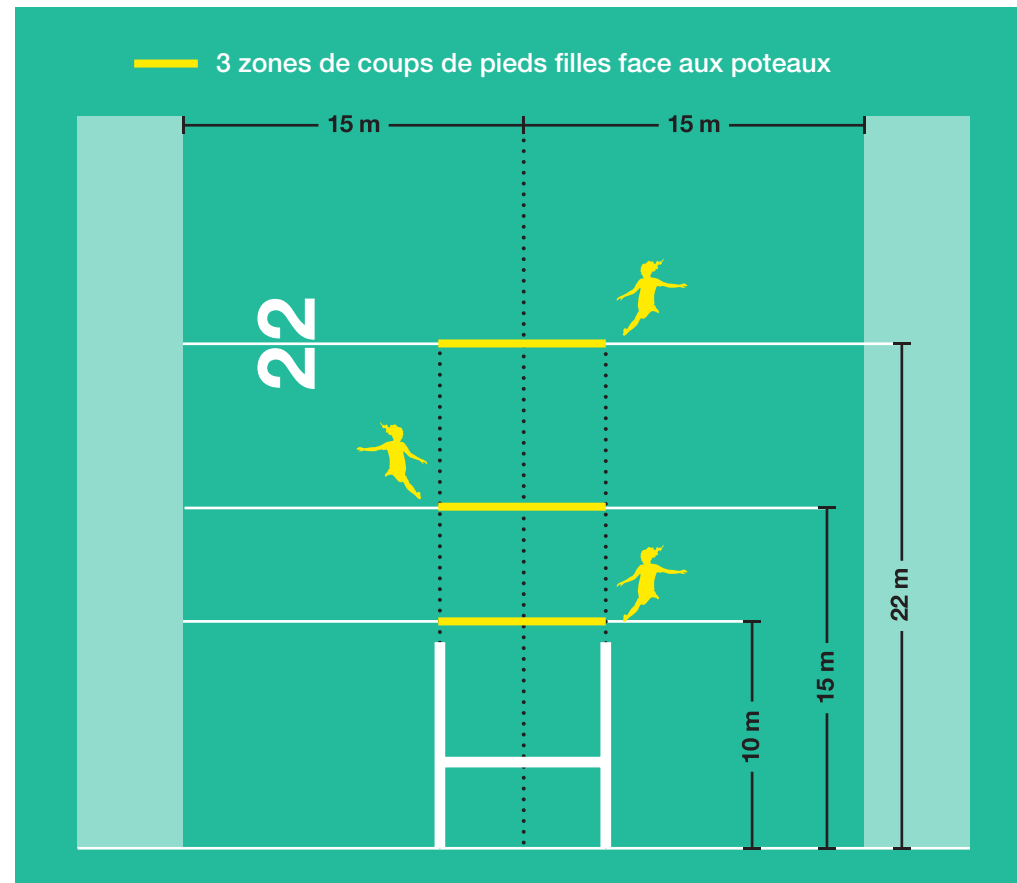 3 zones de coups de pieds filles face aux poteaux
15 m
15 m
22
22 m
15 m
10 m